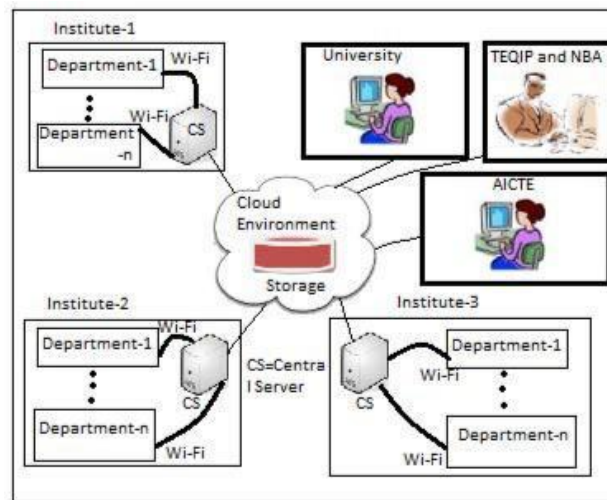 Institute-1
Wi-Fi
Department-1
Wi-Fi
Department
-n
CS
University
TEQIP and NBA
AICTE
Cloud
Environment
Storage
Institute-2
Wi-Fi
Department-1
CS
Department-n
Wi-Fi
CS=Centra
l Server
Institute-3
Department-1
Wi-Fi
CS
Department-n
Wi-Fi